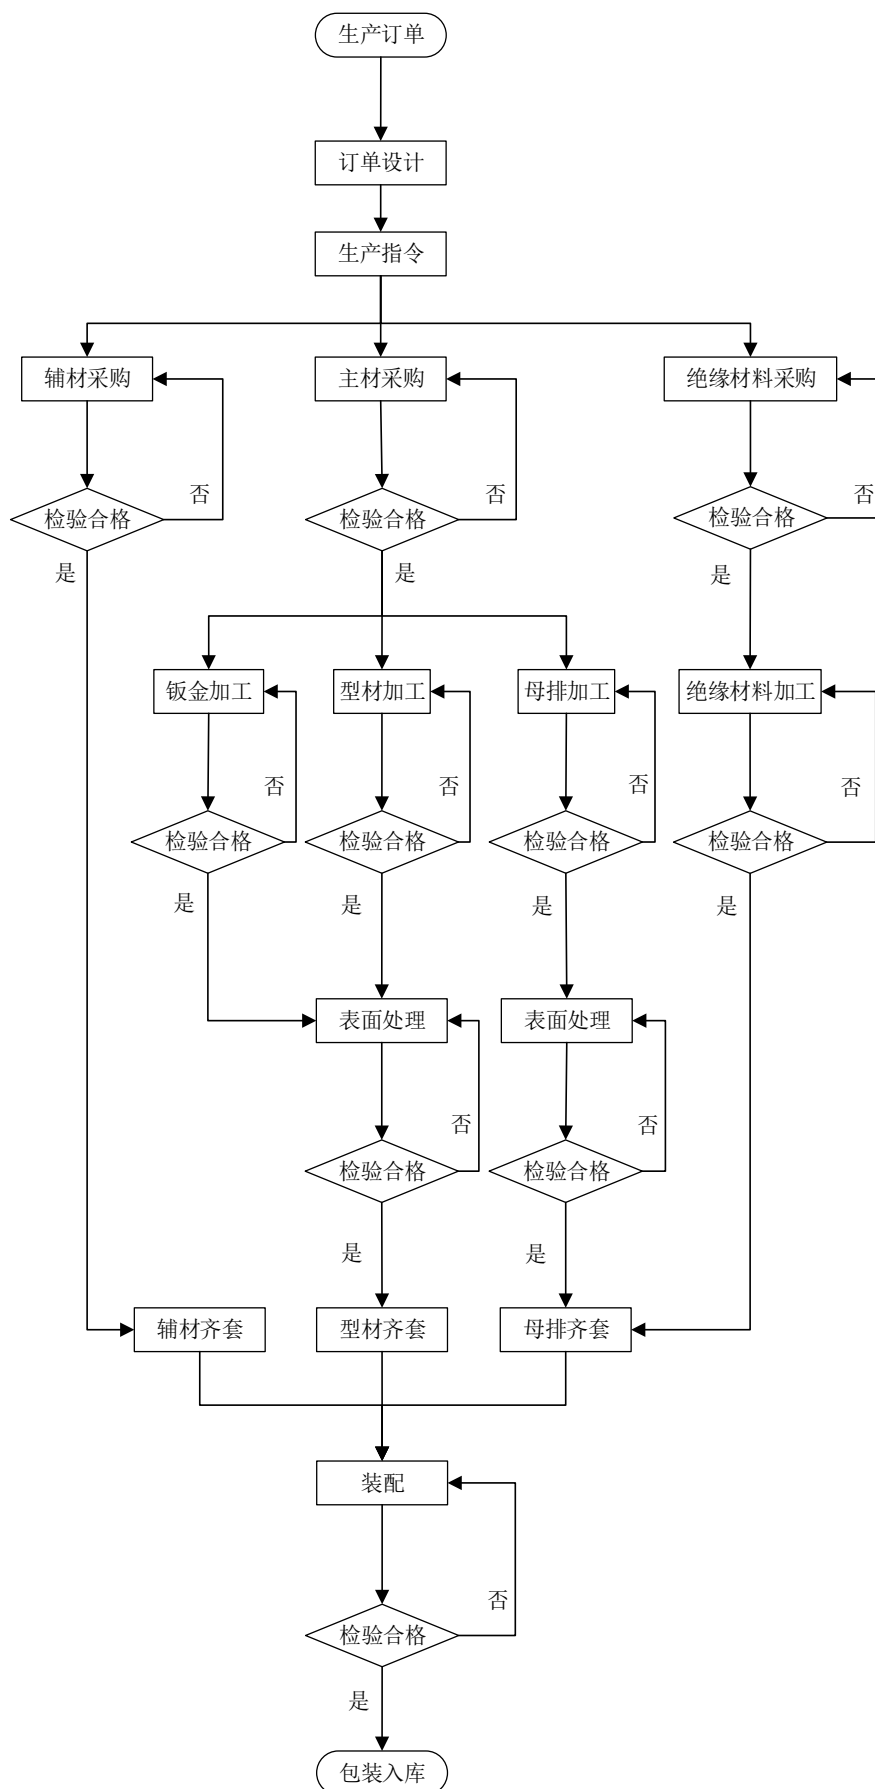 生产订单
订单设计
生产指令
辅材采购
主材采购
绝缘材料采购
否
否
否
检验合格
检验合格
检验合格
是
是
是
钣金加工
型材加工
母排加工
绝缘材料加工
否
否
否
否
检验合格
检验合格
检验合格
检验合格
是
是
是
是
表面处理
表面处理
否
否
检验合格
检验合格
是
是
辅材齐套
型材齐套
母排齐套
装配
否
检验合格
是
包装入库